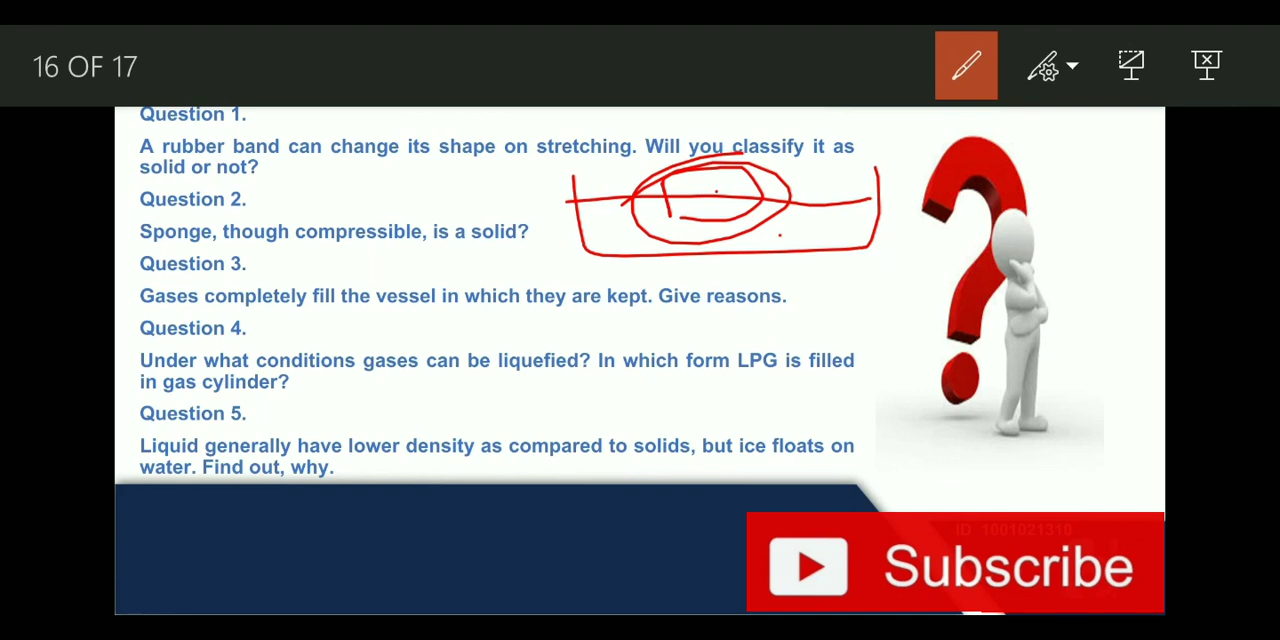 16 OF 17
Question 1.
A rubber band can change its shape on stretching. Will you classify it as
solid or not?
Question 2.
Sponge, though compressible, is a solid?
Question 3.
Gases completely fill the vessel in which they are kept. Give reasons.
Question 4.
Under what conditions gases can be liquefied? In which form LPG is filled
in gas cylinder?
Question 5.
Liquid generally have lower density as compared to solids, but ice floats on
water. Find out, why.
ID 1001021310
Subscribe